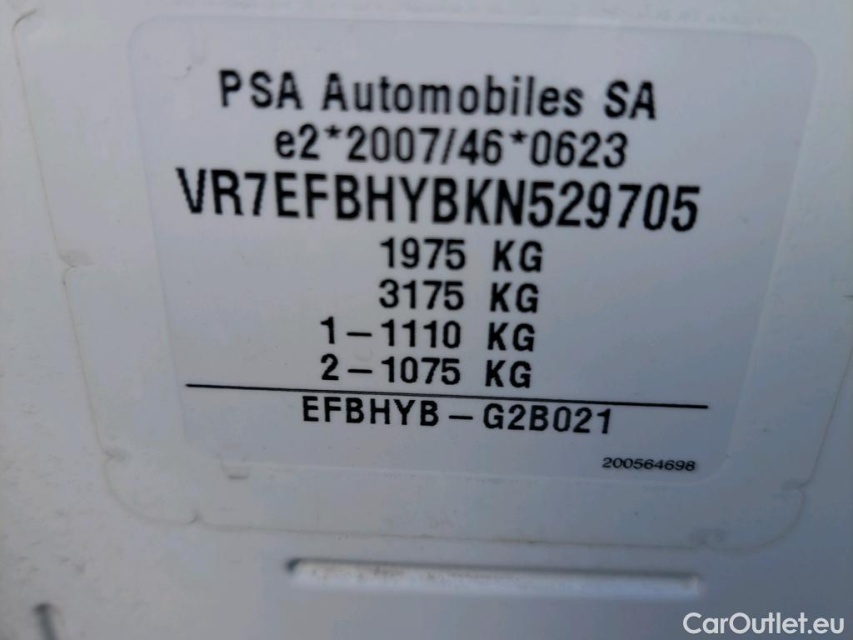 PSA Automobiles SA
e2*2007/46*0623
VR7EFBHYBKN529705
1975 KG
3175 KG
1-1110 KG
2-1075 KG
EFBHYB-G2B021
200564698
CarOutlet.eu